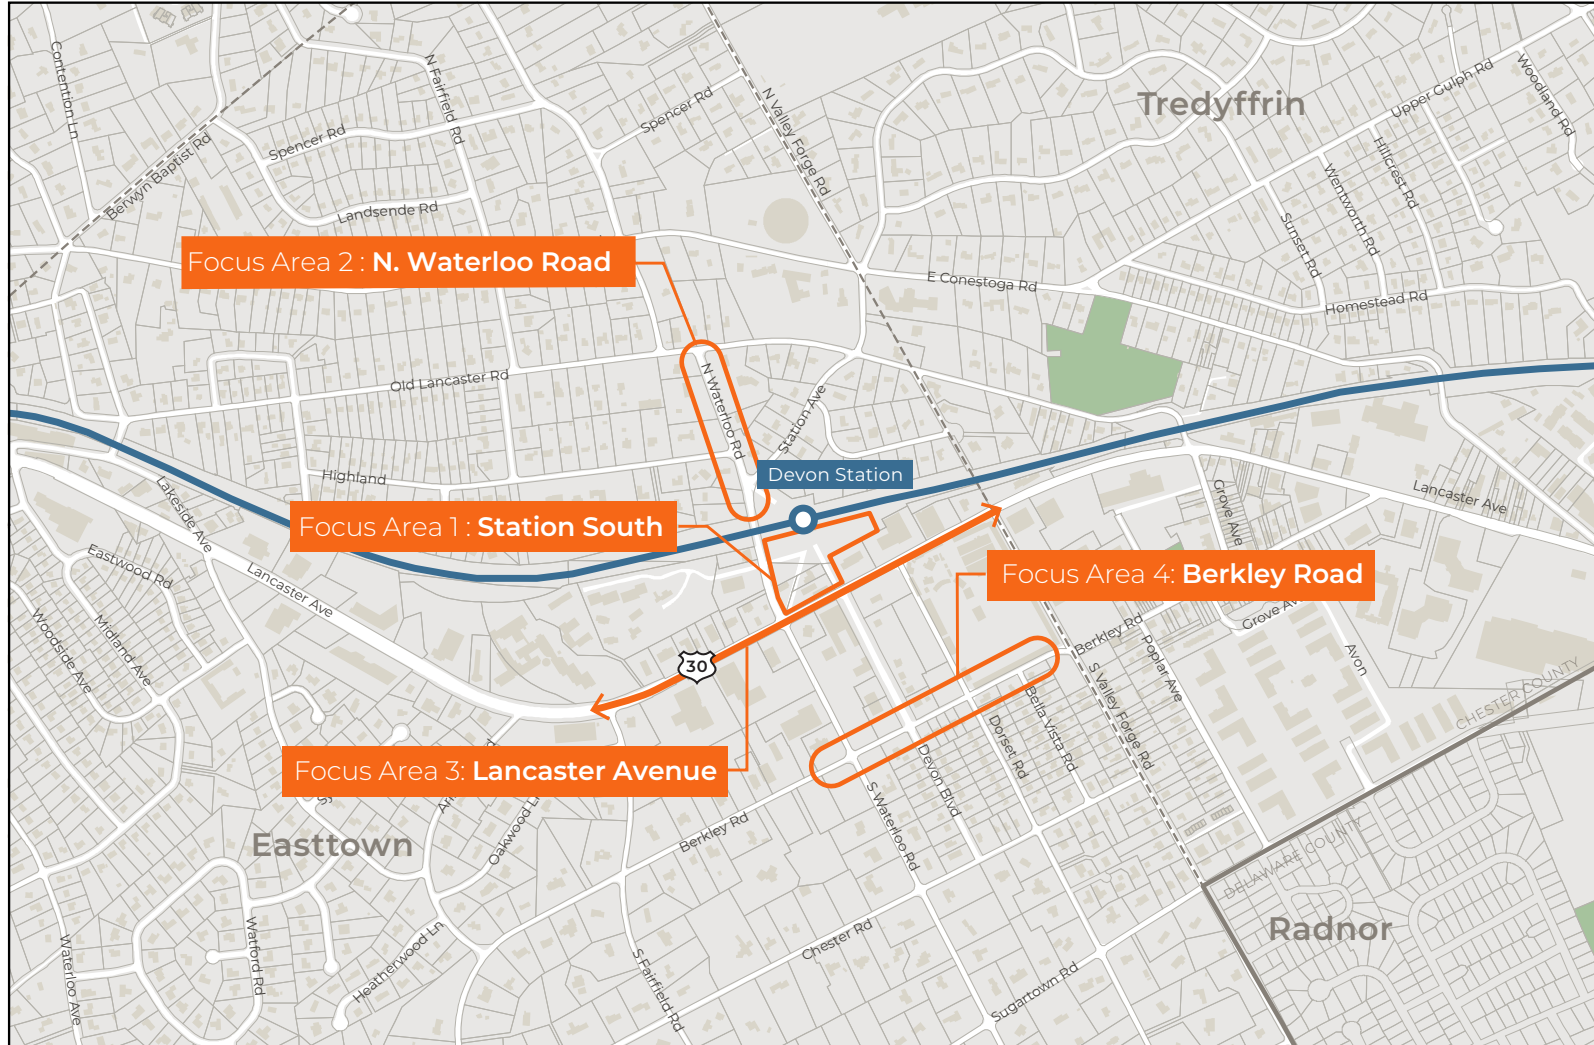 Contention Ln
N Fairfield Rd
Spencer Rd
Spencer Rd
N Valley Forge Rd
Tredyffrin
Upper Gulph Rd
Woodland Rd
Berwyn Baptist Rd
Landsende Rd
Hillcrest Rd
Wentworth Rd
Sunset Rd
Focus Area 2 : N. Waterloo Road
E Conestoga Rd
Homestead Rd
Old Lancaster Rd
N Waterloo Rd
Station Ave
Highland
Devon Station
Lakeside Ave
Grove Ave
Lancaster Ave
Focus Area 1 : Station South
Eastwood Rd
Lancaster Ave
Focus Area 4: Berkley Road
Woodside Ave
Midland Ave
Grove Av
Berkley Rd
Poplar Ave
Avon
30
S Valley Forge Rd
Bella Vista Rd
Dorset Rd
CHESTER COUNTY
Focus Area 3: Lancaster Avenue
Devon Blvd
S Waterloo Rd
Oakwood L
Berkley Rd
Easttown
DELAWARE COUNTY
Radnor
Watford Rd
Heatherwood Ln
Waterloo Ave
S Fairfield Rd
Chester Rd
Sugartown Rd